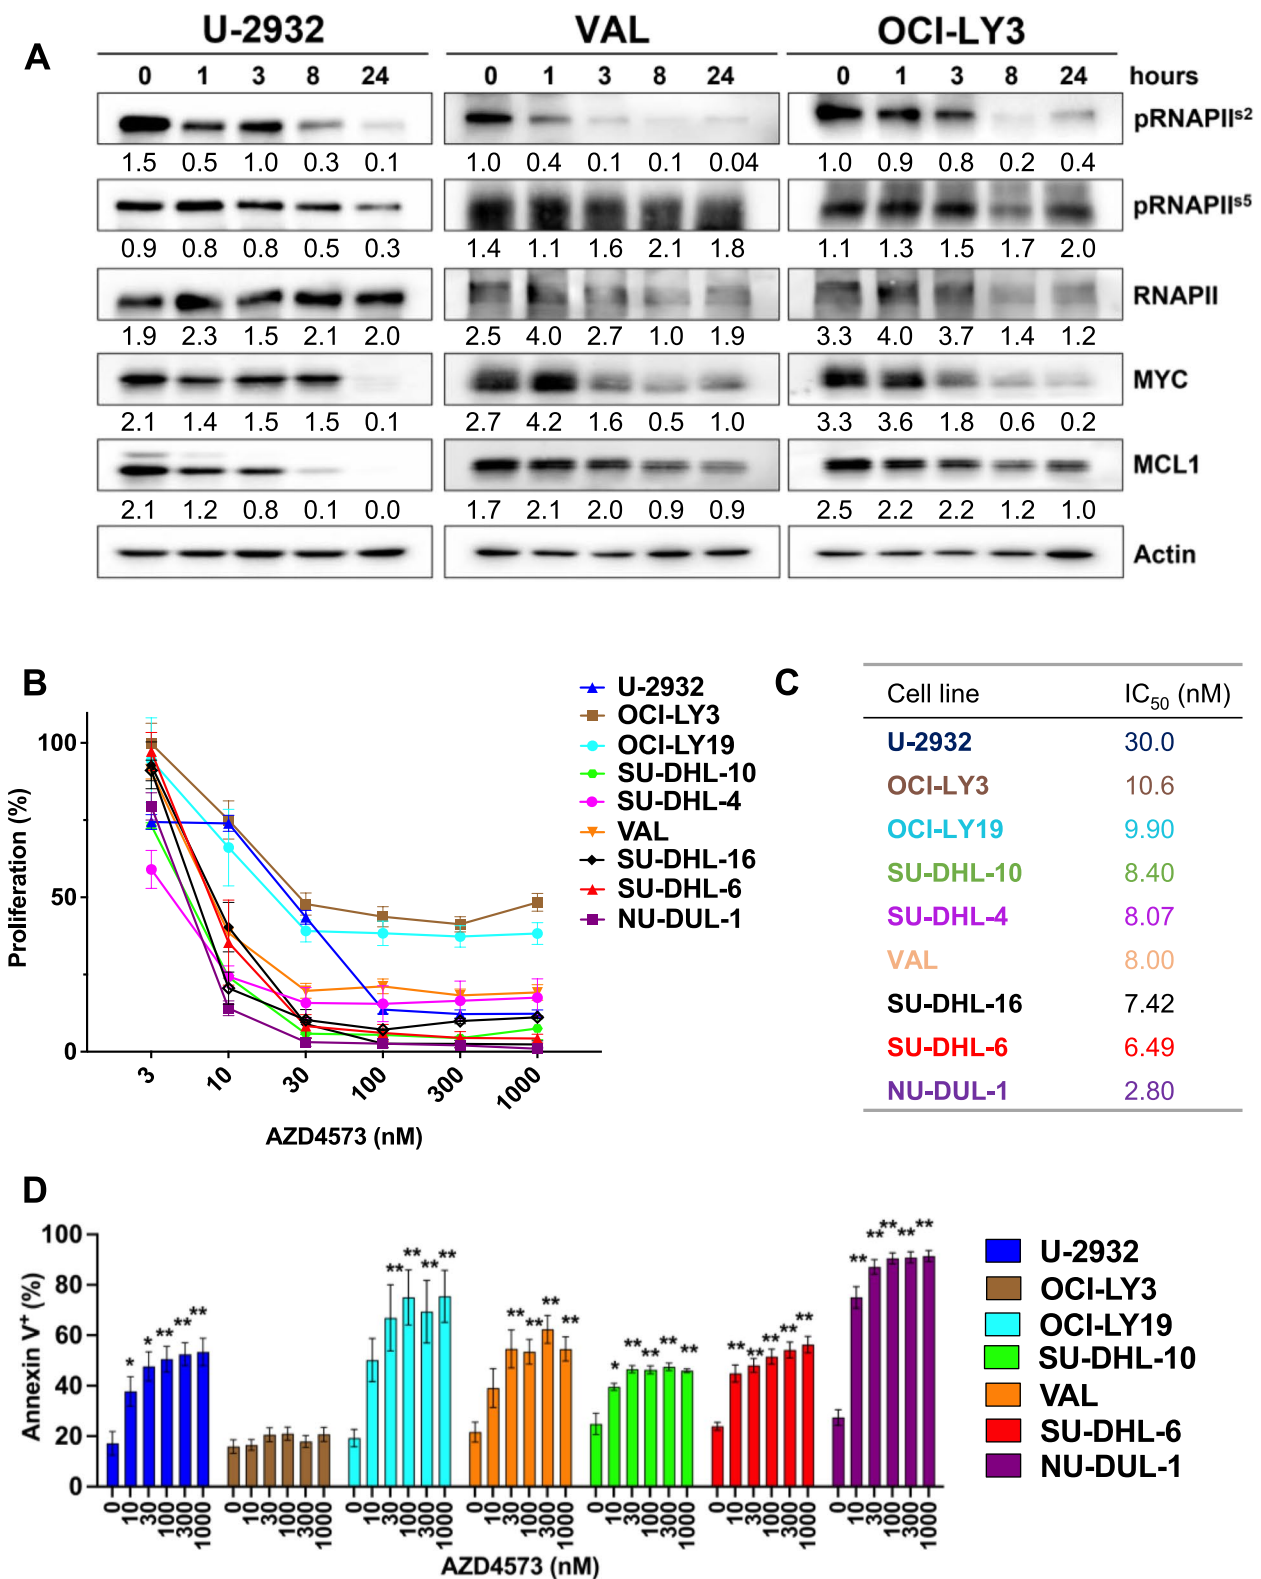 A
U-2932 VAL OCI-LY3
0 1 3 8 24 0 1 3 8 24 0 1 3 8 24 hours
pRNAPIIs2
1.5 0.5 1.0 0.3 0.1 1.0 0.4 0.1 0.1 0.04 1.0 0.9 0.8 0.2 0.4
pRNAPIIs5
0.9 0.8 0.8 0.5 0.3 1.4 1.1 1.6 2.1 1.8 1.1 1.3 1.5 1.7 2.0
RNAPII
1.9 2.3 1.5 2.1 2.0 2.5 4.0 2.7 1.0 1.9 3.3 4.0 3.7 1.4 1.2
MYC
2.1 1.4 1.5 1.5 0.1 2.7 4.2 1.6 0.5 1.0 3.3 3.6 1.8 0.6 0.2
MCL1
2.1 1.2 0.8 0.1 0.0 1.7 2.1 2.0 0.9 0.9 2.5 2.2 2.2 1.2 1.0
Actin
B
Proliferation (%)
100
50
0
3 10 30 100 300 1000
AZD4573 (nM)
U-2932
OCI-LY3
OCI-LY19
SU-DHL-10
SU-DHL-4
VAL
SU-DHL-16
SU-DHL-6
NU-DUL-1
C
Cell line IC50 (nM)
U-2932 30.0
OCI-LY3 10.6
OCI-LY19 9.90
SU-DHL-10 8.40
SU-DHL-4 8.07
VAL 8.00
SU-DHL-16 7.42
SU-DHL-6 6.49
NU-DUL-1 2.80
D
Annexin V+ (%)
100
80
60
40
20
0
* * ** ** ** ** ** ** ** ** ** ** ** * ** ** ** ** ** ** ** ** ** ** ** ** ** **
0 10 30 100 300 1000 0 10 30 100 300 1000 0 10 30 100 300 1000 0 10 30 100 300 1000 0 10 30 100 300 1000 0 10 30 100 300 1000 0 10 30 100 300 1000
AZD4573 (nM)
U-2932
OCI-LY3
OCI-LY19
SU-DHL-10
VAL
SU-DHL-6
NU-DUL-1